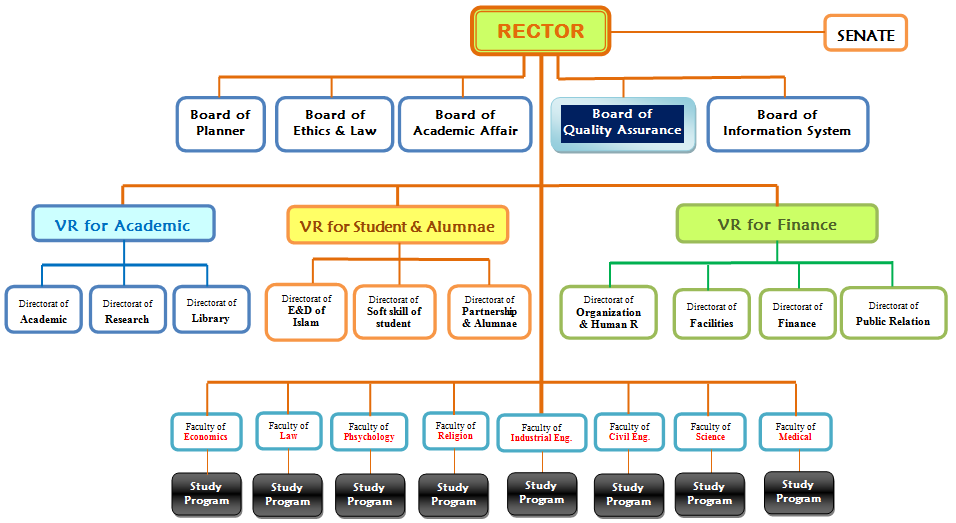 RECTOR
SENATE
Board of
Planner
Board of
Ethics & Law
Board of
Academic Affair
Board of
Quality Assurance
Board of
Information System
VR for Academic
VR for Student & Alumnae
VR for Finance
Directorat of
Academic
Directorat of
Research
Directorat of
Library
Directorat of
E&D of
Islam
Directorat of
Soft skill of
student
Directorat of
Partnership
& Alumnae
Directorat of
Organization
& Human R
Directorat of
Facilities
Directorat of
Finance
Directorat of
Public Relation
Faculty of
Economics
Faculty of
Law
Faculty of
Phsychology
Faculty of
Religion
Faculty of
Industrial Eng.
Faculty of
Civil Eng.
Faculty of
Science
Faculty of
Medical
Study
Program
Study
Program
Study
Program
Study
Program
Study
Program
Study
Program
Study
Program
Study
Program